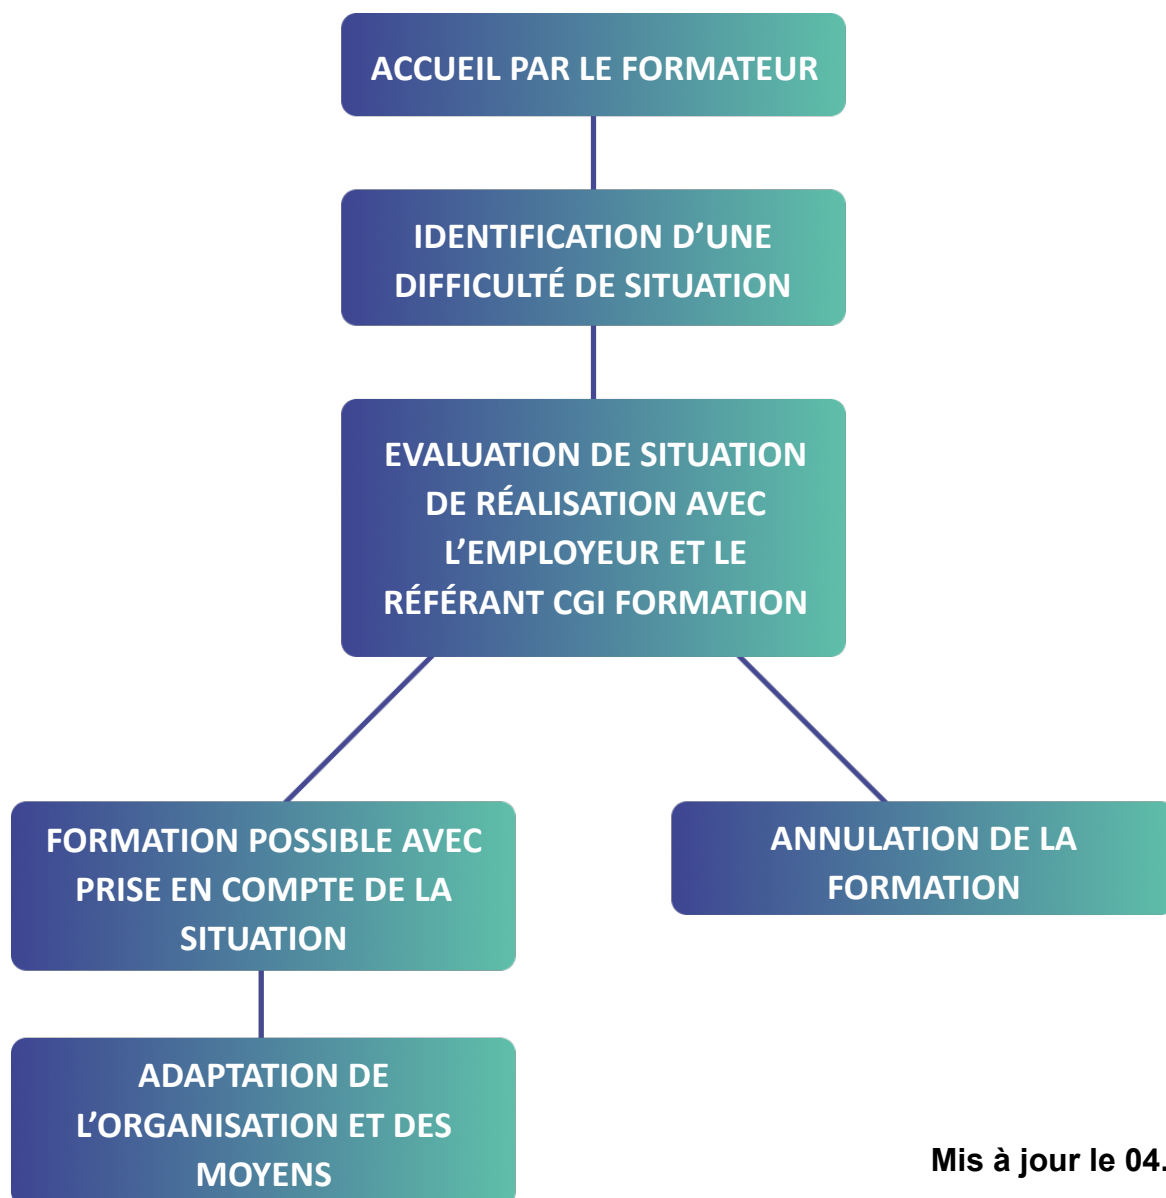 ACCUEIL PAR LE FORMATEUR
IDENTIFICATION D’UNE
DIFFICULTÉ DE SITUATION
EVALUATION DE SITUATION
DE RÉALISATION AVEC
L’EMPLOYEUR ET LE
RÉFÉRANT CGI FORMATION
FORMATION POSSIBLE AVEC
PRISE EN COMPTE DE LA
SITUATION
ANNULATION DE LA
FORMATION
ADAPTATION DE
L’ORGANISATION ET DES
MOYENS
Mis à jour le 04.